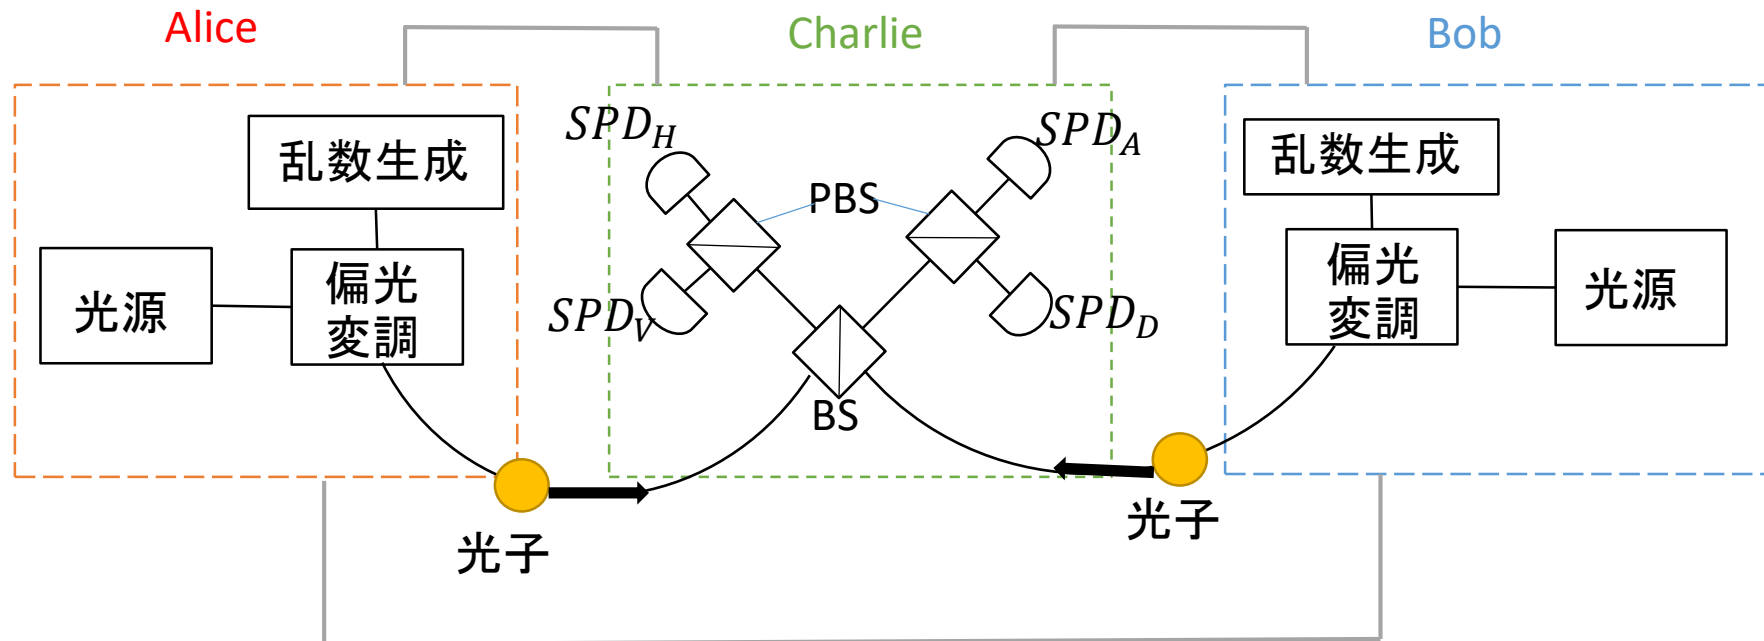 Alice
Charlie
Bob
乱数生成
光源
偏光
変調
SPD_H
SPD_V
PBS
SPD_A
SPD_D
BS
乱数生成
偏光
変調
光源
光子
光子